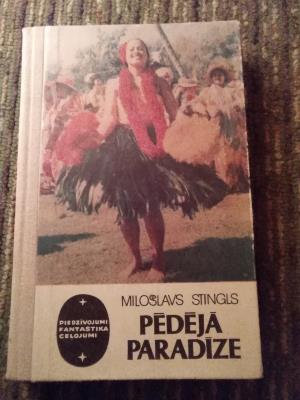 MILOSLAVS STINGLS
PĒDĒJĀ
PARADĪZE
PIEDZĪVOJUMI
FANTASTIKA
CEĻOJUMI